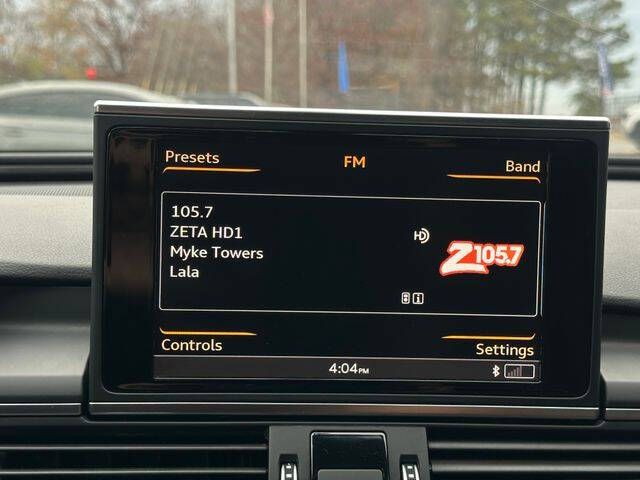 Presets
FM
Band
105.7
ZETA HD1
HD
Myke Towers
Lala
Z105.7
i
Controls
Settings
4:04PM